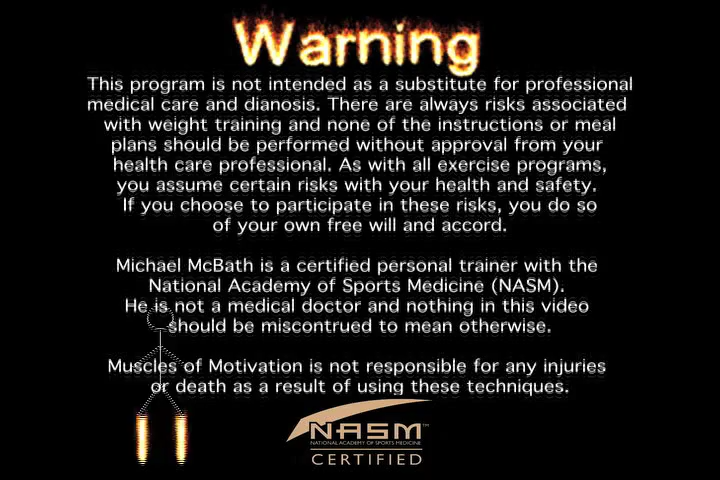 Warning
This program is not intended as a substitute for professional
medical care and dianosis. There are always risks associated
with weight training and none of the instructions or meal
plans should be performed without approval from your
health care professional. As with all exercise programs,
you assume certain risks with your health and safety.
If you choose to participate in these risks, you do so
of your own free will and accord.
Michael McBath is a certified personal trainer with the
National Academy of Sports Medicine (NASM).
He is not a medical doctor and nothing in this video
should be miscontrued to mean otherwise.
Muscles of Motivation is not responsible for any injuries
or death as a result of using these techniques.
NASM™
NATIONAL ACADEMY OF SPORTS MEDICINE
CERTIFIED